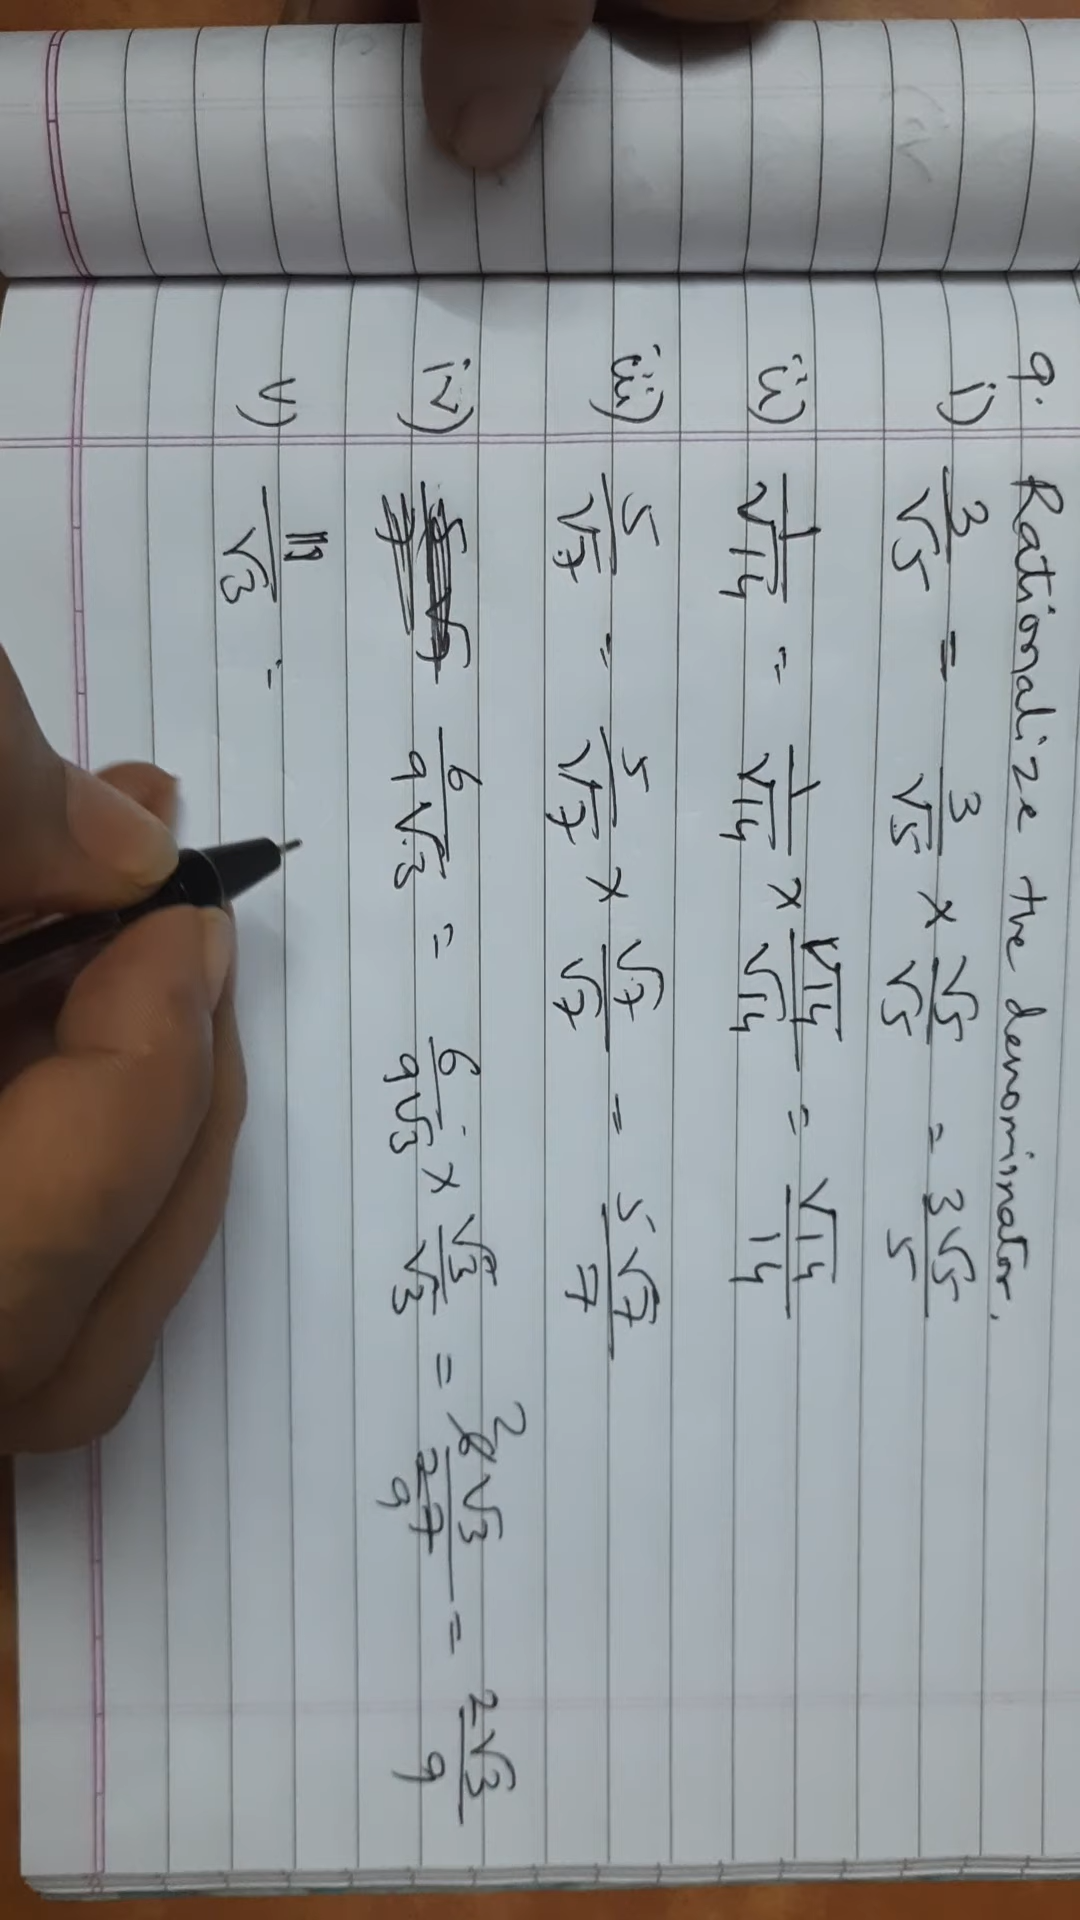 9. Rationalize the denominator.
i) 3/√5 = 3/√5 × √5/√5 = 3√5/5
ii) 1/√14 = 1/√14 × √14/√14 = √14/14
iii) 5/√7 = 5/√7 × √7/√7 = 5√7/7
iv) 6/9√3 = 6/9√3 × √3/√3 = 6√3/27 2 9 = 2√3/9
v) /√3 =